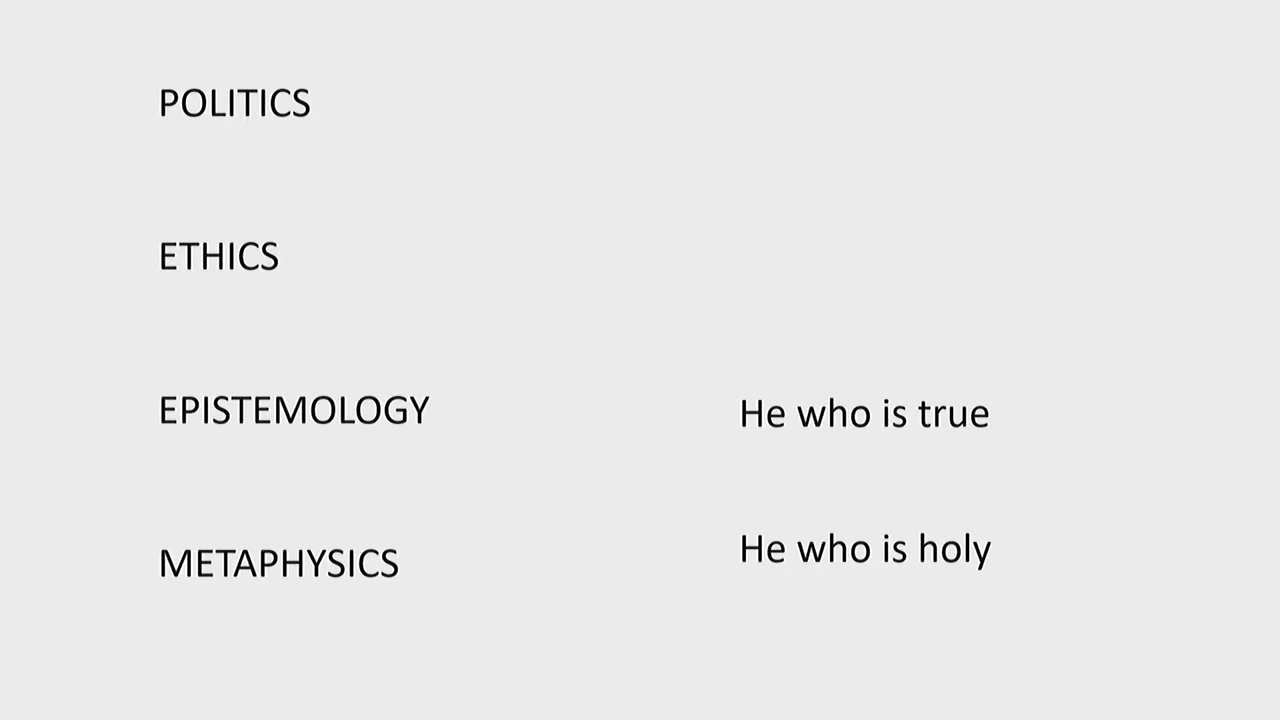 POLITICS
ETHICS
EPISTEMOLOGY
He who is true
METAPHYSICS
He who is holy